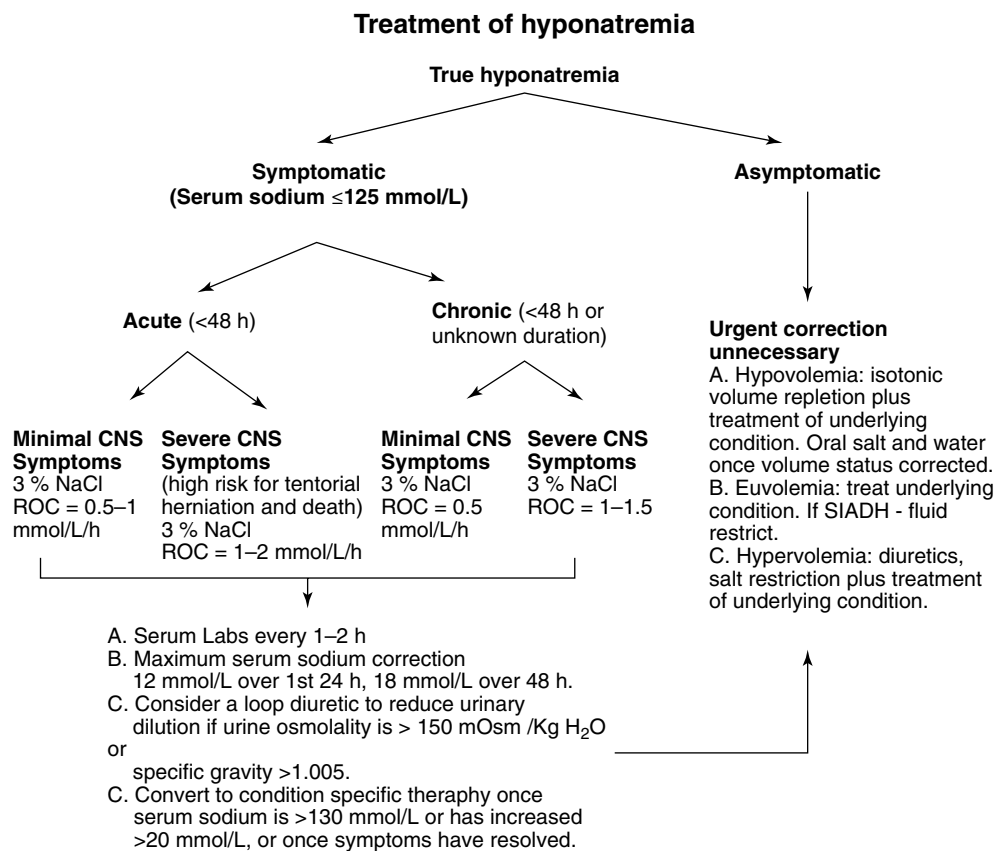 Treatment of hyponatremia
True hyponatremia
Symptomatic
(Serum sodium ≤125 mmol/L)
Asymptomatic
Acute (<48 h)
Chronic (<48 h or
unknown duration)
Minimal CNS
Symptoms
3 % NaCl
ROC = 0.5–1
mmol/L/h
Severe CNS
Symptoms
(high risk for tentorial
herniation and death)
3 % NaCl
ROC = 1–2 mmol/L/h
Minimal CNS
Symptoms
3 % NaCl
ROC = 0.5
mmol/L/h
Severe CNS
Symptoms
3 % NaCl
ROC = 1–1.5
Urgent correction
unnecessary
A. Hypovolemia: isotonic
volume repletion plus
treatment of underlying
condition. Oral salt and water
once volume status corrected.
B. Euvolemia: treat underlying
condition. If SIADH - fluid
restrict.
C. Hypervolemia: diuretics,
salt restriction plus treatment
of underlying condition.
A. Serum Labs every 1–2 h
B. Maximum serum sodium correction
12 mmol/L over 1st 24 h, 18 mmol/L over 48 h.
C. Consider a loop diuretic to reduce urinary
dilution if urine osmolality is > 150 mOsm /Kg H₂O
or
specific gravity >1.005.
C. Convert to condition specific theraphy once
serum sodium is >130 mmol/L or has increased
>20 mmol/L, or once symptoms have resolved.